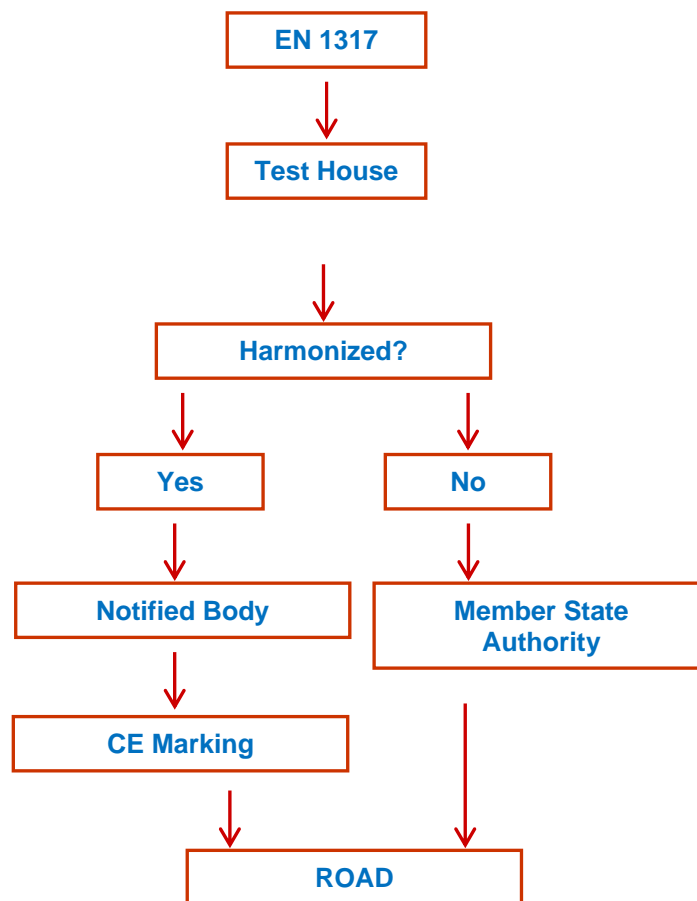 EN 1317
Test House
Harmonized?
Yes
No
Notified Body
Member State
Authority
CE Marking
ROAD